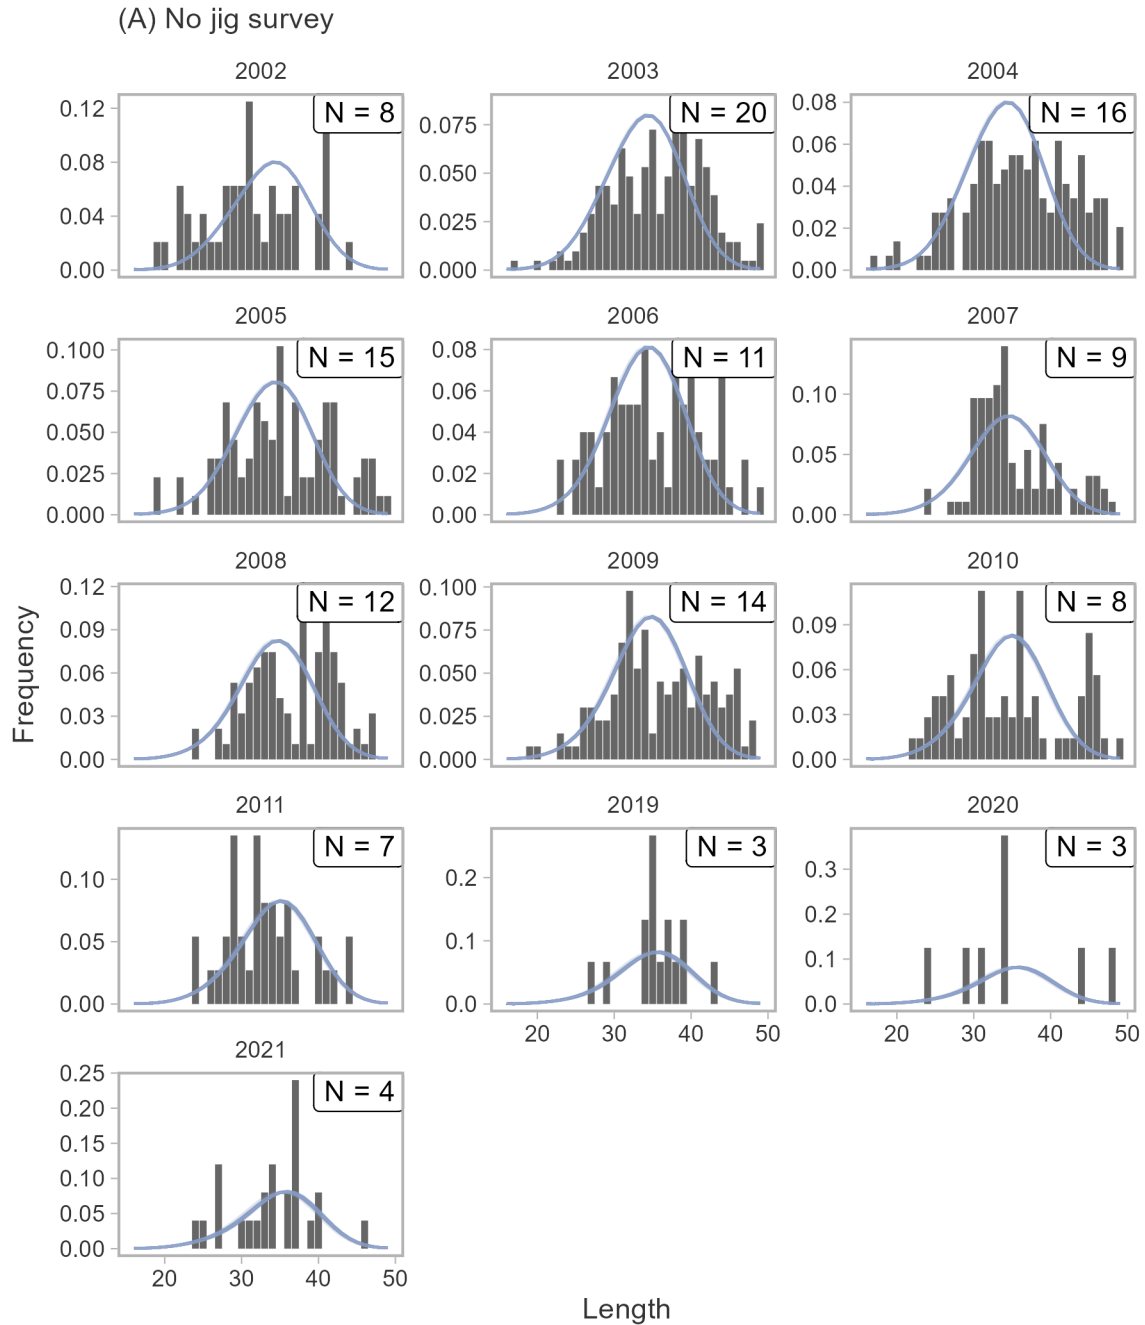 (A) No jig survey
2002 2003 2004
0.12 0.08 0.04 0.00 N = 8
0.075 0.050 0.025 0.000 N = 20
0.08 0.06 0.04 0.02 0.00 N = 16
2005 2006 2007
0.100 0.075 0.050 0.025 0.000 N = 15
0.08 0.06 0.04 0.02 0.00 N = 11
0.10 0.05 0.00 N = 9
2008 2009 2010
0.12 0.09 0.06 0.03 0.00 N = 12
0.100 0.075 0.050 0.025 0.000 N = 14
0.09 0.06 0.03 0.00 N = 8
Frequency
2011 2019 2020
0.10 0.05 0.00 N = 7
0.2 0.1 0.0 N = 3
0.3 0.2 0.1 0.0 N = 3
20 30 40 50 20 30 40 50
2021
0.25 0.20 0.15 0.10 0.05 0.00 N = 4
20 30 40 50
Length